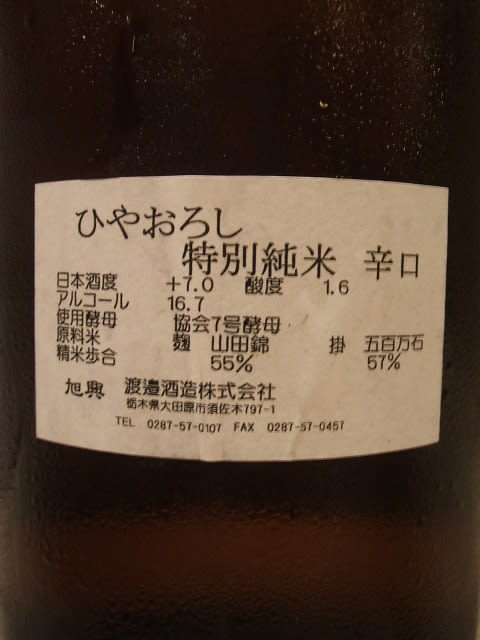 ひやおろし
特別純米 辛口
日本酒度 +7.0 酸度 1.6
アルコール 16.7
使用酵母 協会7号酵母
原料米 麹 山田錦 掛 五百万石
精米歩合 55% 57%
旭興 渡邉酒造株式会社
栃木県大田原市須佐木797-1
TEL 0287-57-0107 FAX 0287-57-0457